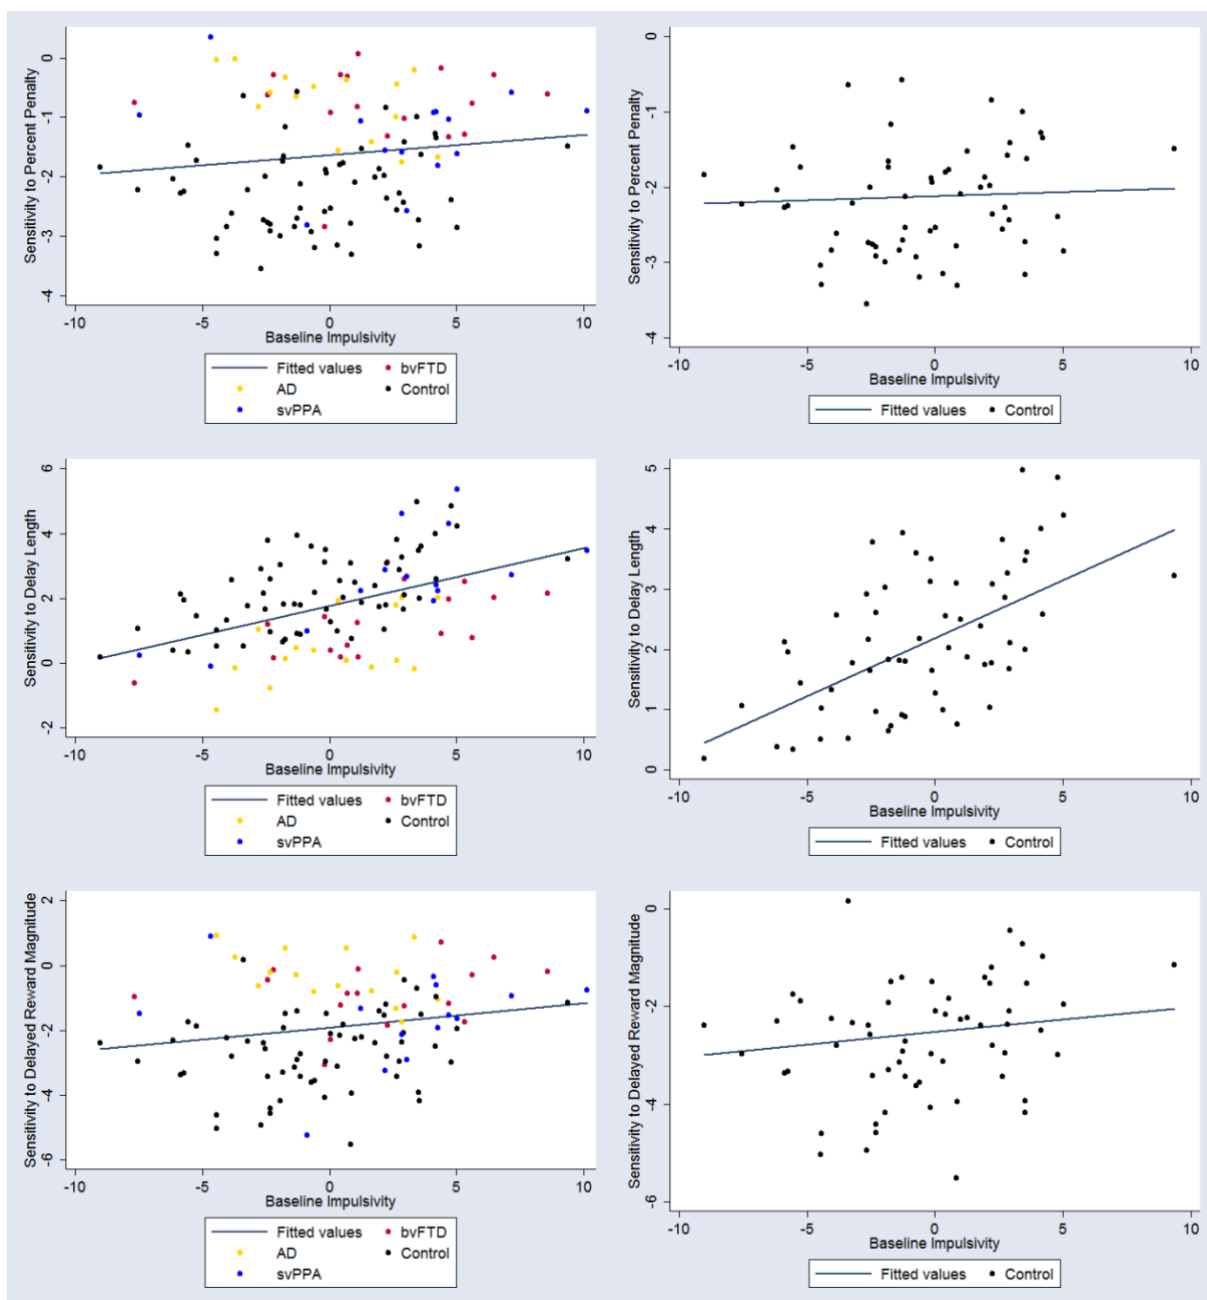 Sensitivity to Percent Penalty
0
-1
-2
-3
-4
-10
-5
0
5
10
Baseline Impulsivity
Fitted values
bvFTD
AD
Control
svPPA
Sensitivity to Percent Penalty
0
-1
-2
-3
-4
-10
-5
0
5
10
Baseline Impulsivity
Fitted values
Control
Sensitivity to Delay Length
6
4
2
0
-2
-10
-5
0
5
10
Baseline Impulsivity
Fitted values
bvFTD
AD
Control
svPPA
Sensitivity to Delay Length
5
4
3
2
1
0
-10
-5
0
5
10
Baseline Impulsivity
Fitted values
Control
Sensitivity to Delayed Reward Magnitude
2
0
-2
-4
-6
-10
-5
0
5
10
Baseline Impulsivity
Fitted values
bvFTD
AD
Control
svPPA
Sensitivity to Delayed Reward Magnitude
0
-2
-4
-6
-10
-5
0
5
10
Baseline Impulsivity
Fitted values
Control